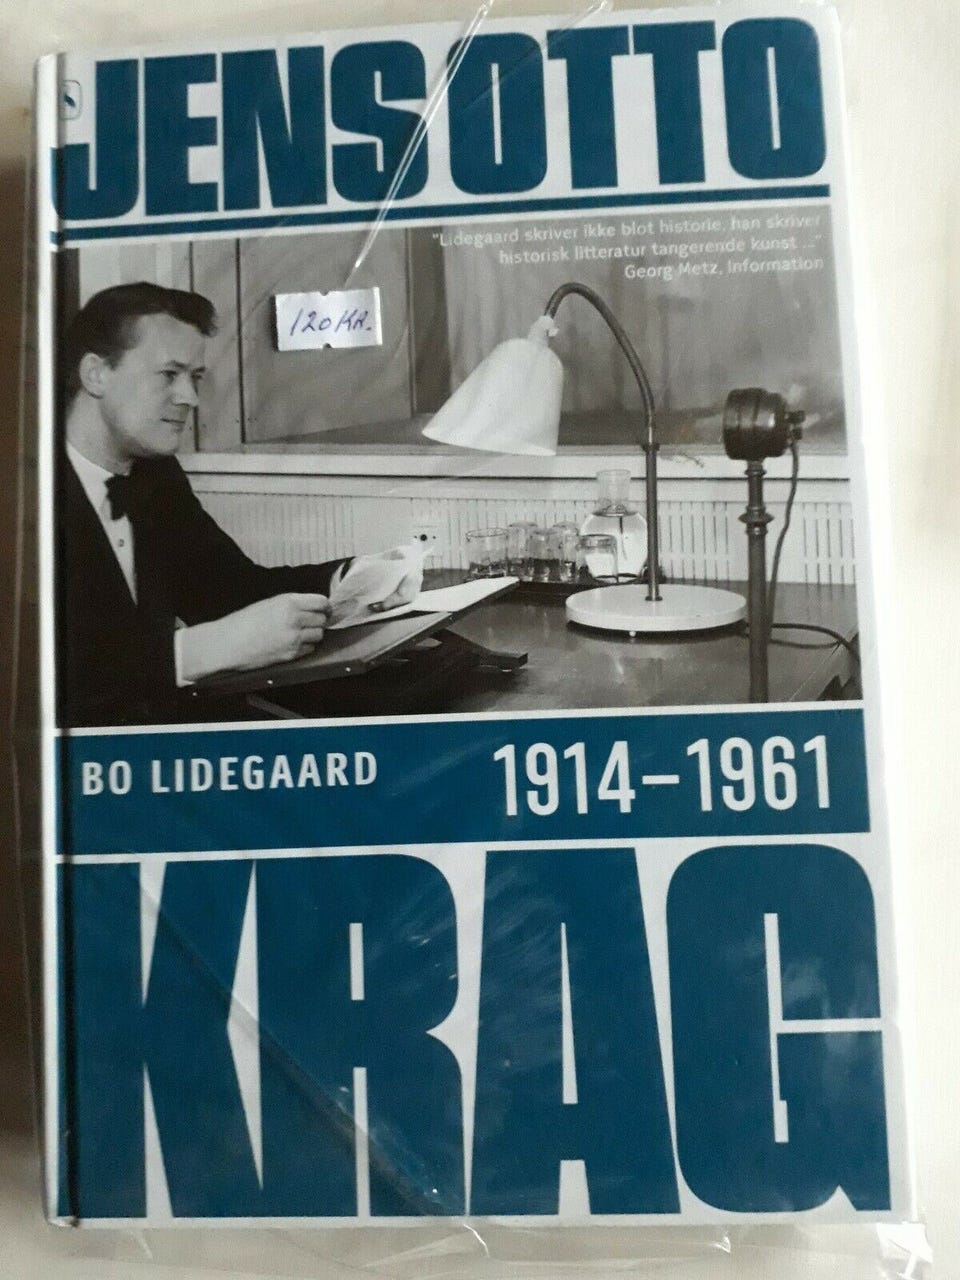 JENS OTTO
"Lidegaard skriver ikke blot historie, han skriver
historisk litteratur tangerende kunst ..."
Georg Metz, Information
120 KR.
BO LIDEGAARD
1914–1961
KRAG